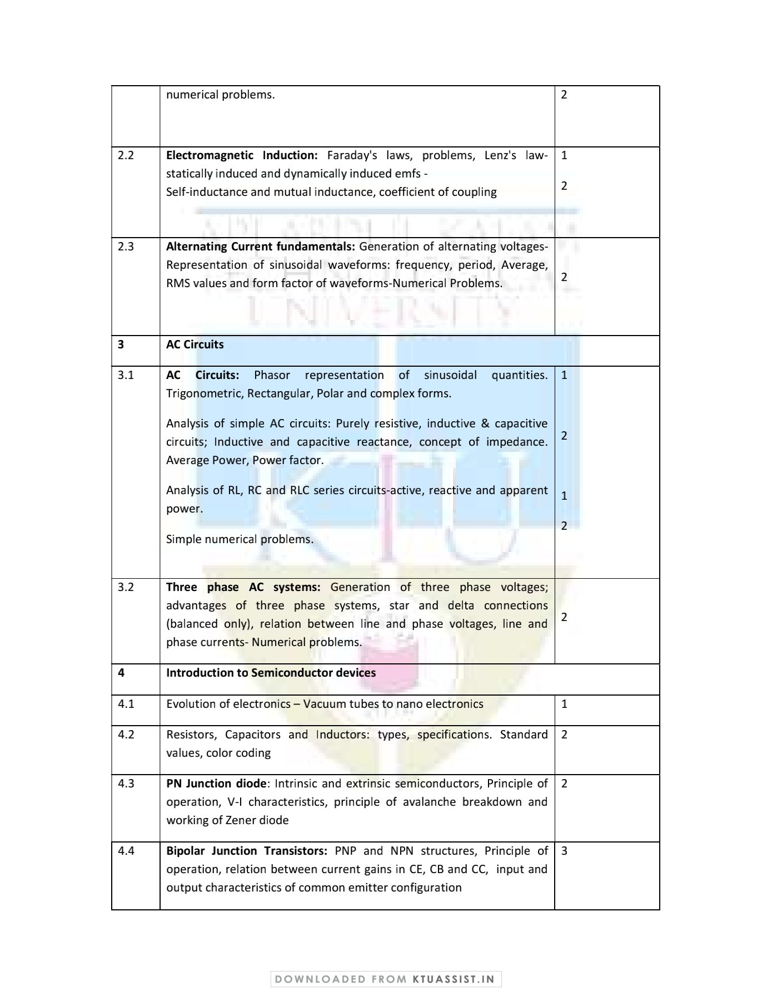 numerical problems. 2
2.2 Electromagnetic Induction: Faraday's laws, problems, Lenz's law- 1
statically induced and dynamically induced emfs -
2
Self-inductance and mutual inductance, coefficient of coupling
APJ ABDUL KALAM
2.3 Alternating Current fundamentals: Generation of alternating voltages-
Representation of sinusoidal waveforms: frequency, period, Average,
TECHNOLOGICAL
2
RMS values and form factor of waveforms-Numerical Problems.
UNIVERSITY
3 AC Circuits
3.1 AC Circuits: Phasor representation of sinusoidal quantities. 1
Trigonometric, Rectangular, Polar and complex forms.
Analysis of simple AC circuits: Purely resistive, inductive & capacitive
2
circuits; Inductive and capacitive reactance, concept of impedance.
Average Power, Power factor.
KTU
Analysis of RL, RC and RLC series circuits-active, reactive and apparent
1
power.
2
Simple numerical problems.
3.2 Three phase AC systems: Generation of three phase voltages;
advantages of three phase systems, star and delta connections
2
(balanced only), relation between line and phase voltages, line and
phase currents- Numerical problems.
4 Introduction to Semiconductor devices
4.1 Evolution of electronics – Vacuum tubes to nano electronics 1
4.2 Resistors, Capacitors and Inductors: types, specifications. Standard 2
values, color coding
4.3 PN Junction diode: Intrinsic and extrinsic semiconductors, Principle of 2
operation, V-I characteristics, principle of avalanche breakdown and
working of Zener diode
4.4 Bipolar Junction Transistors: PNP and NPN structures, Principle of 3
operation, relation between current gains in CE, CB and CC, input and
output characteristics of common emitter configuration
DOWNLOADED FROM KTUASSIST.IN